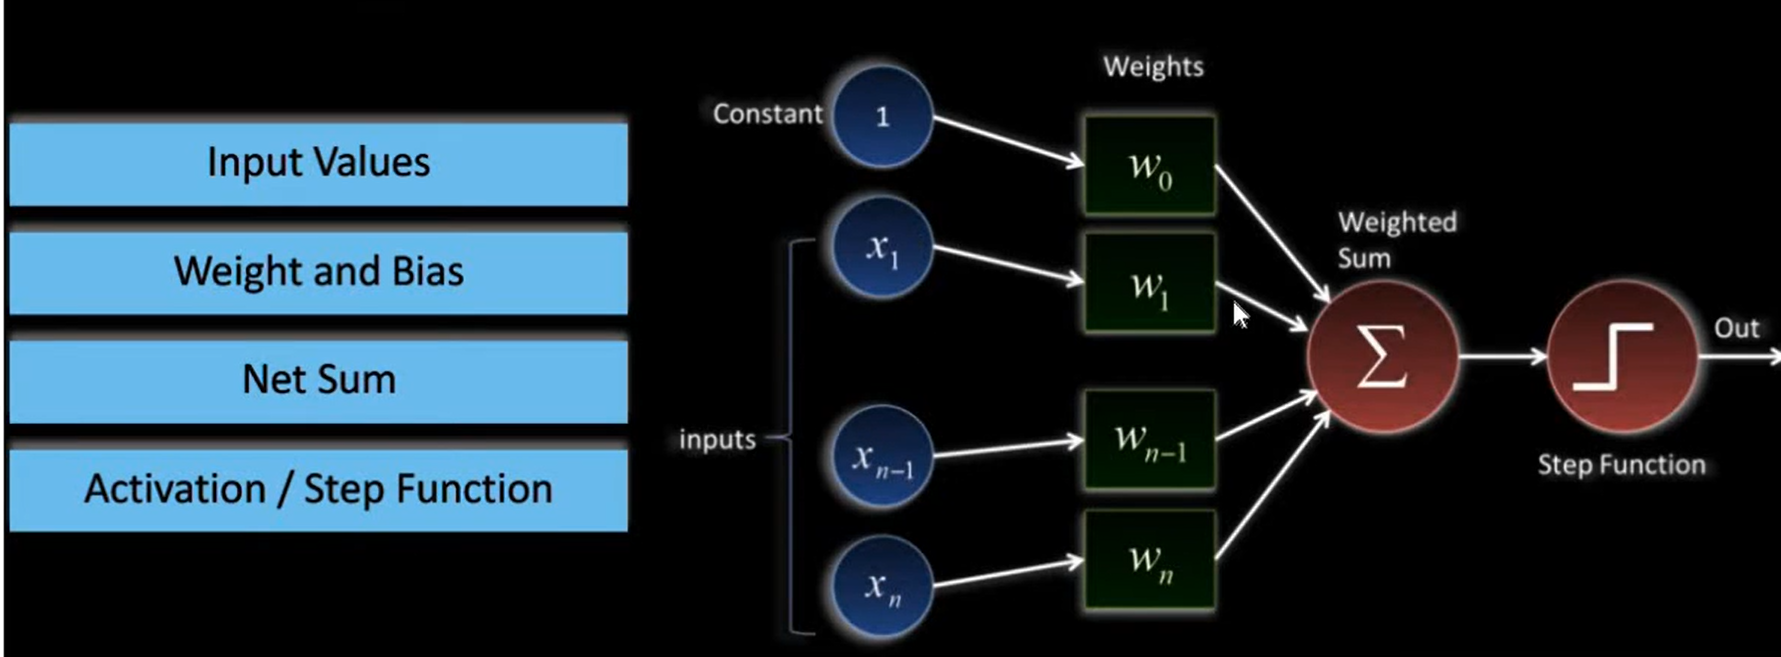 Input Values
Weight and Bias
Net Sum
Activation / Step Function
Weights
Constant
1
w0
x1
w1
Weighted
Sum
Σ
Out
inputs
xn−1
wn−1
Step Function
xn
wn